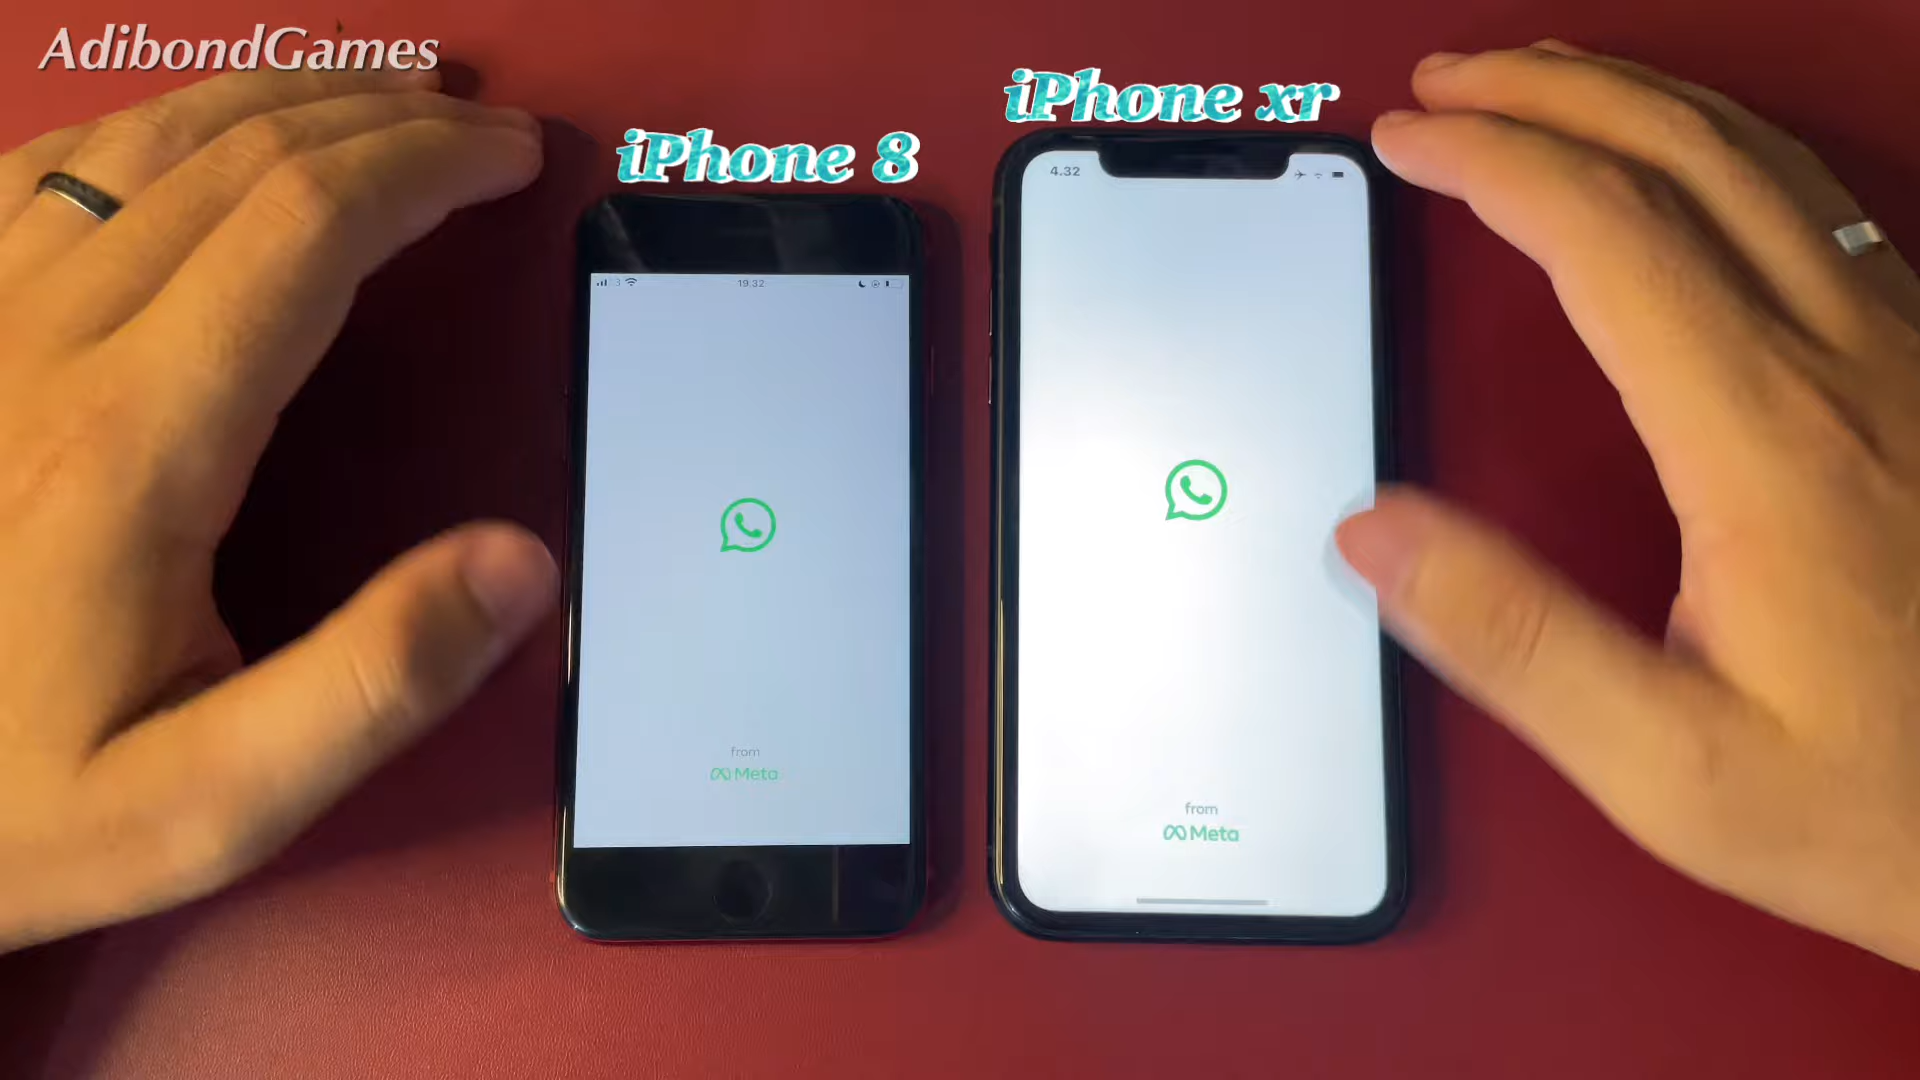 AdibondGames
iPhone 8
iPhone xr
19.32
4.32
from
Meta
from
Meta